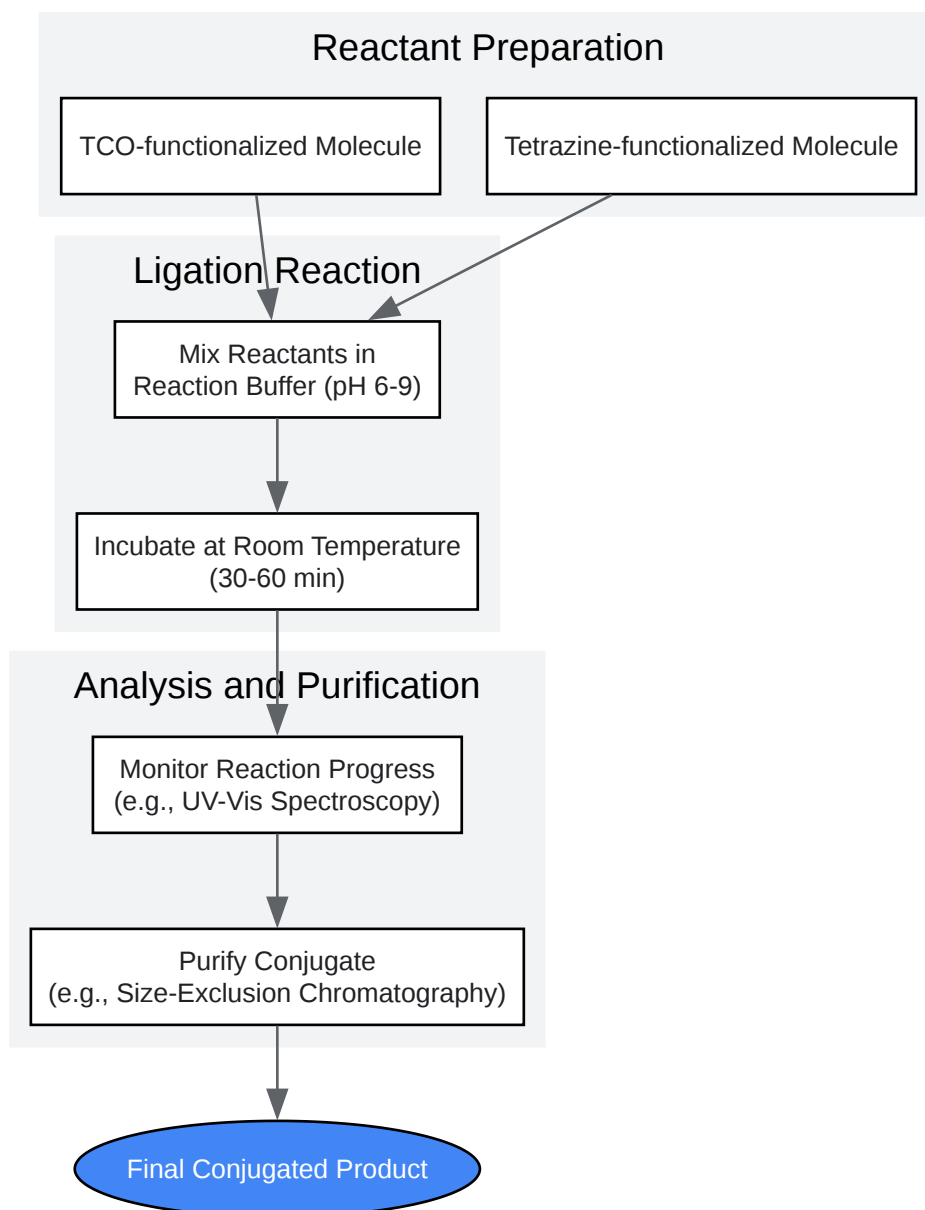 Reactant Preparation
TCO-functionalized Molecule
Tetrazine-functionalized Molecule
Ligation Reaction
Mix Reactants in
Reaction Buffer (pH 6-9)
Incubate at Room Temperature
(30-60 min)
Analysis and Purification
Monitor Reaction Progress
(e.g., UV-Vis Spectroscopy)
Purify Conjugate
(e.g., Size-Exclusion Chromatography)
Final Conjugated Product